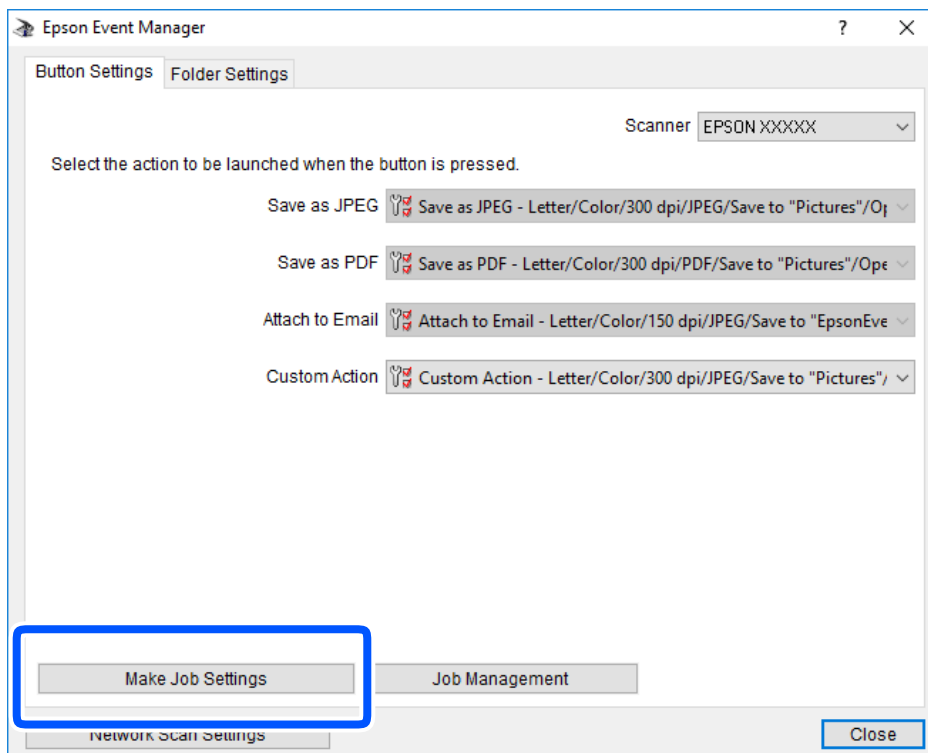 Epson Event Manager
Button Settings Folder Settings
Scanner EPSON XXXXX
Select the action to be launched when the button is pressed.
Save as JPEG Save as JPEG - Letter/Color/300 dpi/JPEG/Save to "Pictures"/Op
Save as PDF Save as PDF - Letter/Color/300 dpi/PDF/Save to "Pictures"/Ope
Attach to Email Attach to Email - Letter/Color/150 dpi/JPEG/Save to "EpsonEve
Custom Action Custom Action - Letter/Color/300 dpi/JPEG/Save to "Pictures"/
Make Job Settings Job Management
Network Scan Settings Close